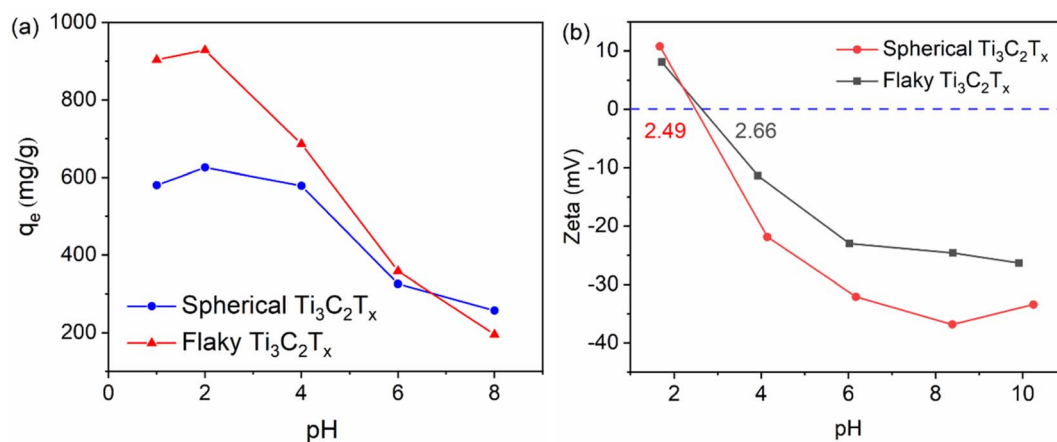 (a)
1000
800
600
400
200
qₑ (mg/g)
Spherical Ti₃C₂Tₓ
Flaky Ti₃C₂Tₓ
0 2 4 6 8
pH
(b)
10
0
-10
-20
-30
-40
Zeta (mV)
Spherical Ti₃C₂Tₓ
Flaky Ti₃C₂Tₓ
2.49 2.66
2 4 6 8 10
pH